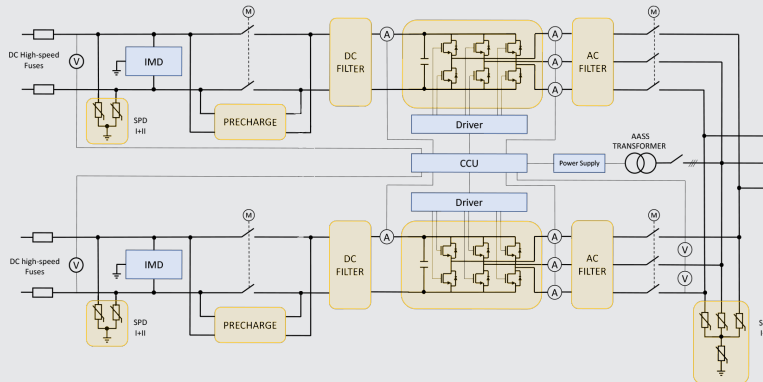 M
M
DC High-speed
Fuses
V
IMD
DC
FILTER
A
A
A
A
AC
FILTER
SPD
I+II
PRECHARGE
Driver
AASS
TRANSFORMER
CCU
Power Supply
Driver
M
M
DC high-speed
Fuses
V
IMD
DC
FILTER
A
A
A
A
AC
FILTER
V
V
SPD
I+II
PRECHARGE